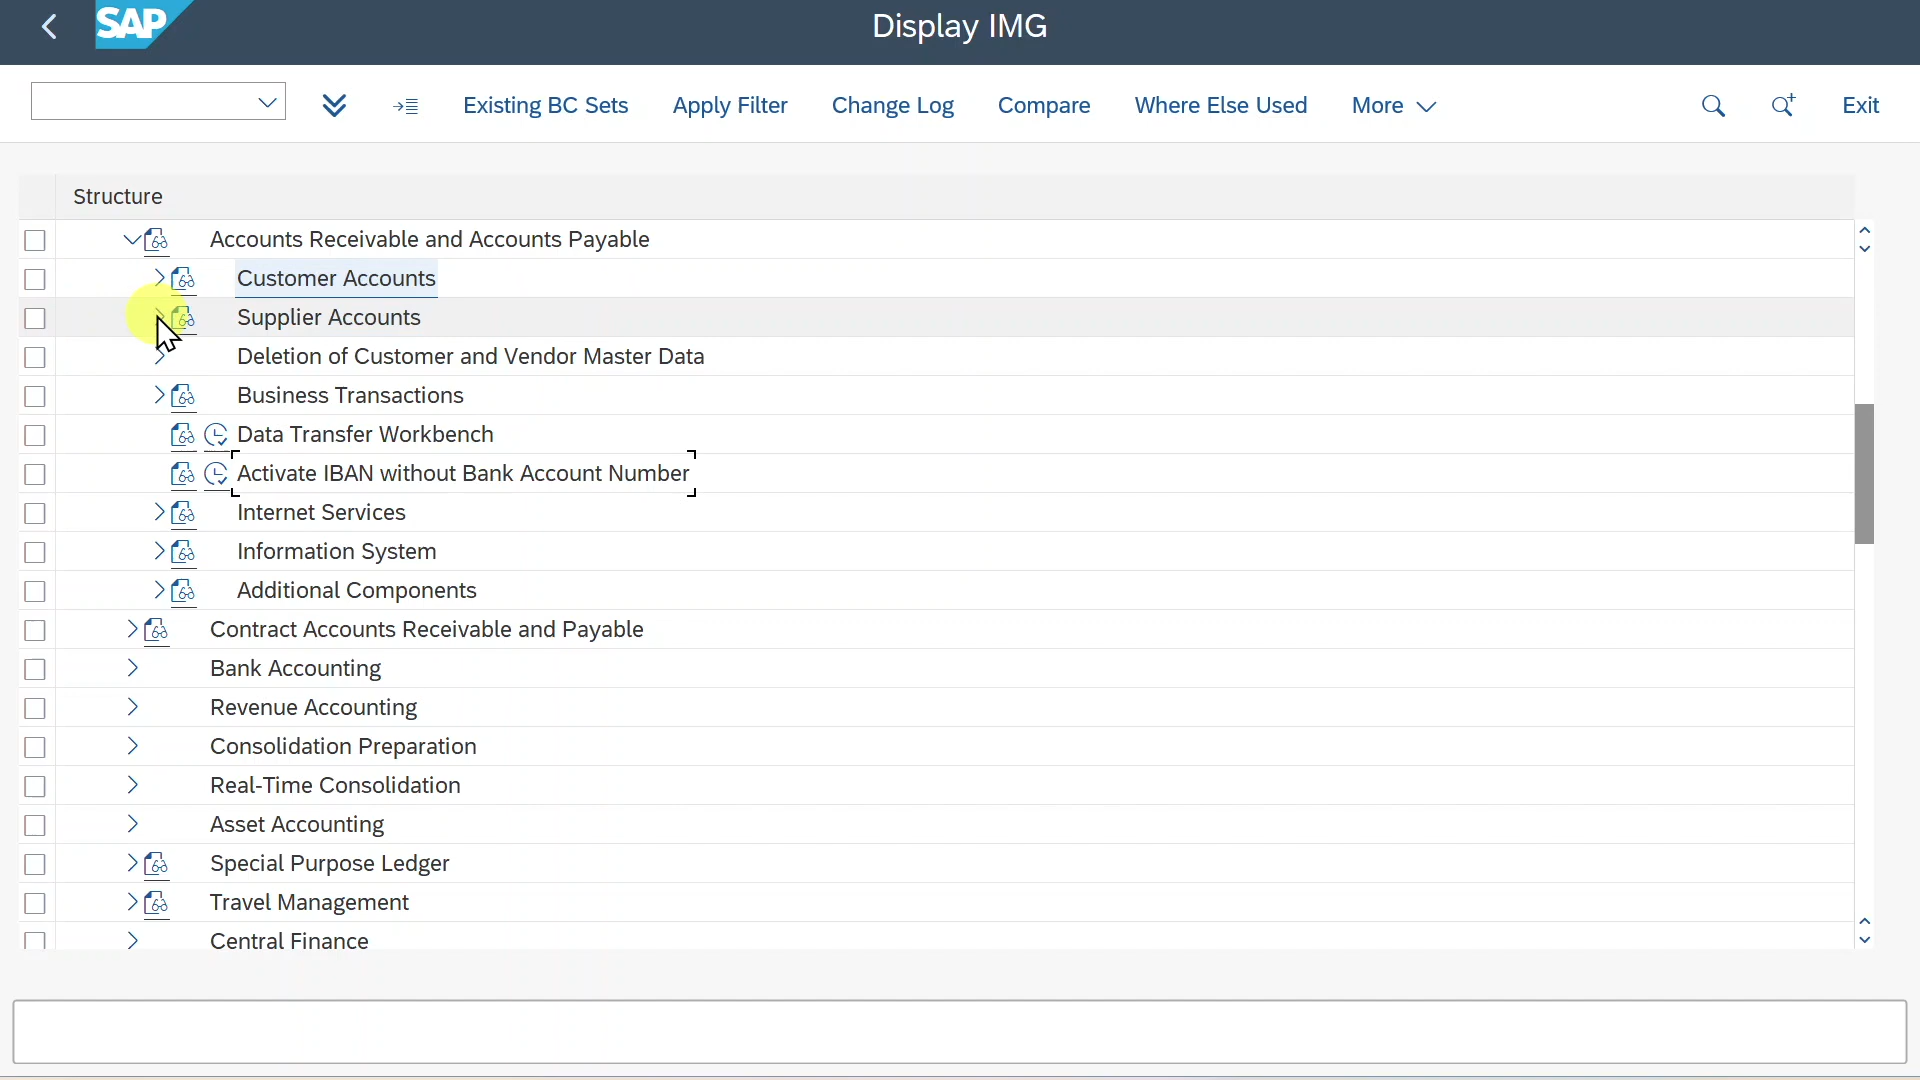 SAP
Display IMG
Existing BC Sets
Apply Filter
Change Log
Compare
Where Else Used
More
Exit
Structure
Accounts Receivable and Accounts Payable
Customer Accounts
Supplier Accounts
Deletion of Customer and Vendor Master Data
Business Transactions
Data Transfer Workbench
Activate IBAN without Bank Account Number
Internet Services
Information System
Additional Components
Contract Accounts Receivable and Payable
Bank Accounting
Revenue Accounting
Consolidation Preparation
Real-Time Consolidation
Asset Accounting
Special Purpose Ledger
Travel Management
Central Finance